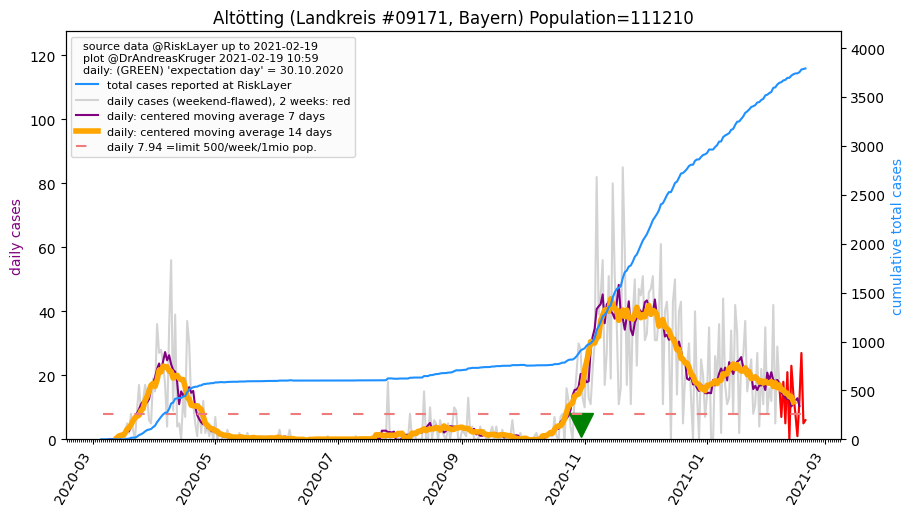 Altötting (Landkreis #09171, Bayern) Population=111210
source data @RiskLayer up to 2021-02-19
plot @DrAndreasKruger 2021-02-19 10:59
daily: (GREEN) 'expectation day' = 30.10.2020
total cases reported at RiskLayer
daily cases (weekend-flawed), 2 weeks: red
daily: centered moving average 7 days
daily: centered moving average 14 days
daily 7.94 =limit 500/week/1mio pop.
daily cases
120
100
80
60
40
20
0
cumulative total cases
4000
3500
3000
2500
2000
1500
1000
500
0
2020-03
2020-05
2020-07
2020-09
2020-11
2021-01
2021-03